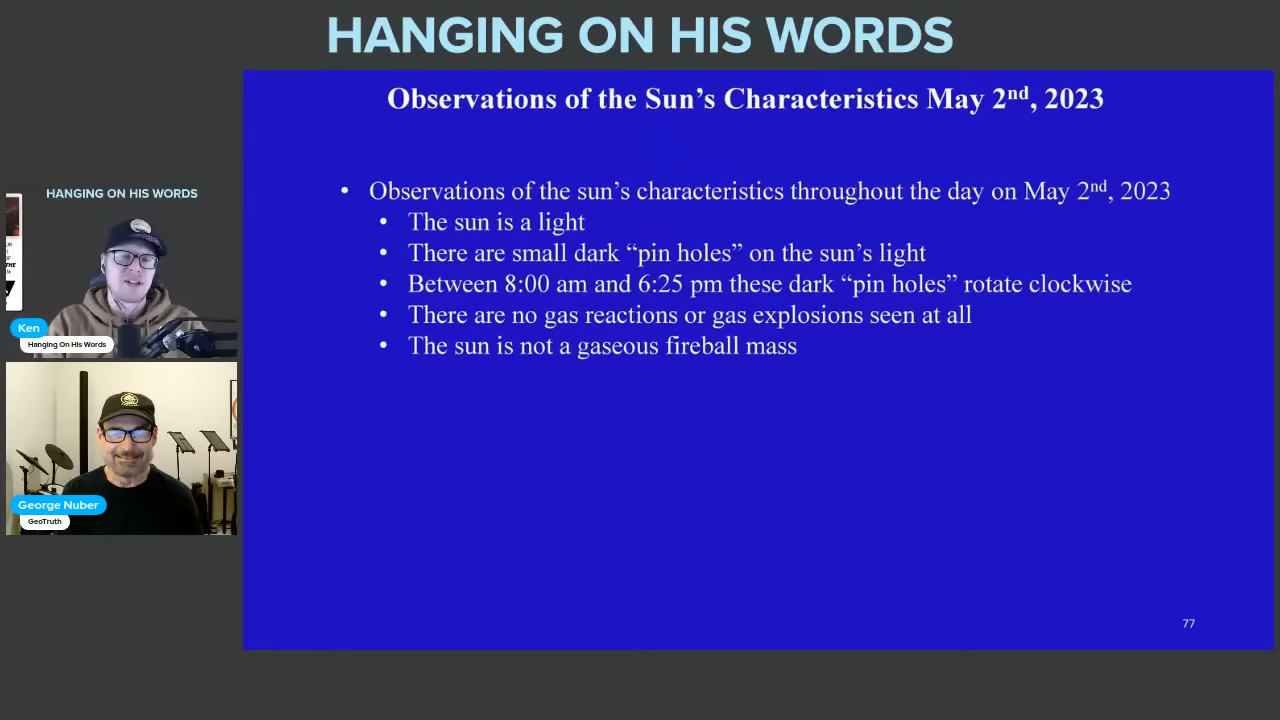 HANGING ON HIS WORDS
Observations of the Sun’s Characteristics May 2nd, 2023
• Observations of the sun’s characteristics throughout the day on May 2nd, 2023
• The sun is a light
• There are small dark “pin holes” on the sun’s light
• Between 8:00 am and 6:25 pm these dark “pin holes” rotate clockwise
• There are no gas reactions or gas explosions seen at all
• The sun is not a gaseous fireball mass
77
HANGING ON HIS WORDS
Ken
Hanging On His Words
George Nuber
GeoTruth